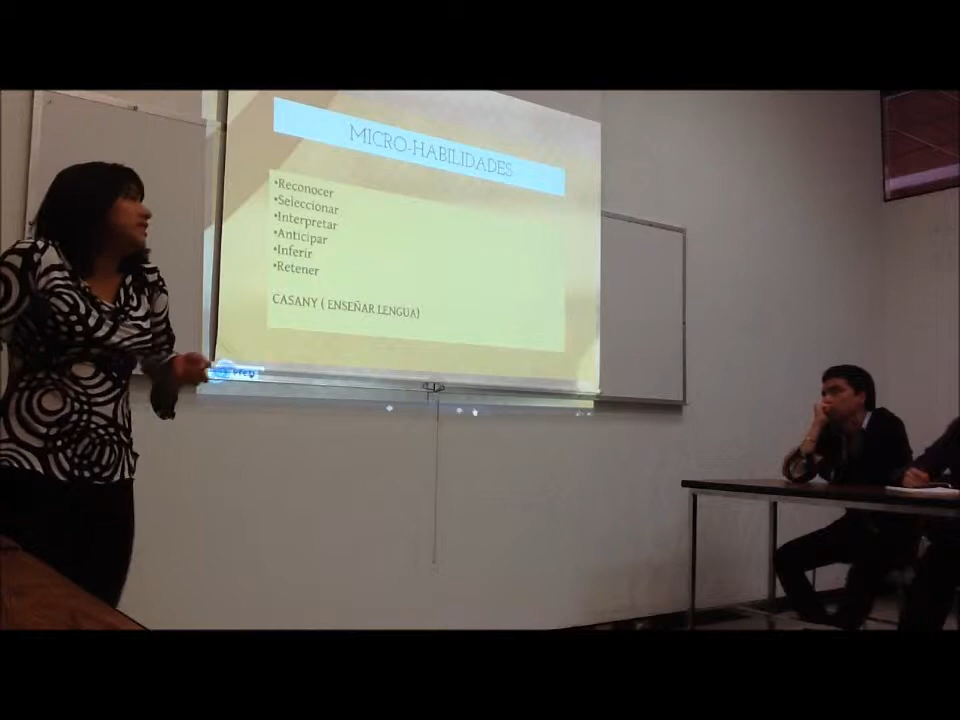 MICRO-HABILIDADES
•Reconocer
•Seleccionar
•Interpretar
•Anticipar
•Inferir
•Retener
CASANY ( ENSEÑAR LENGUA)